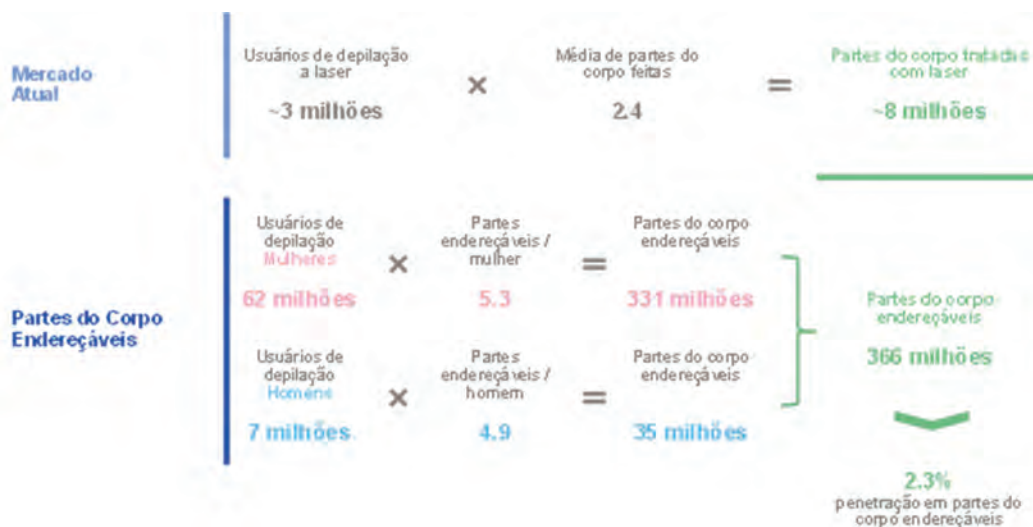 Mercado
Atual
Usuários de depilação
a laser
~3 milhões
×
Média de partes do
corpo feitas
2.4
=
Partes do corpo tratadas
com laser
~8 milhões
Partes do Corpo
Endereçáveis
Usuários de
depilação
Mulheres
62 milhões
×
Partes
endereçáveis /
mulher
5.3
=
Partes do corpo
endereçáveis
331 milhões
Usuários de
depilação
Homens
7 milhões
×
Partes
endereçáveis /
homem
4.9
=
Partes do corpo
endereçáveis
35 milhões
Partes do corpo
endereçáveis
366 milhões
2.3%
penetração em partes do
corpo endereçáveis